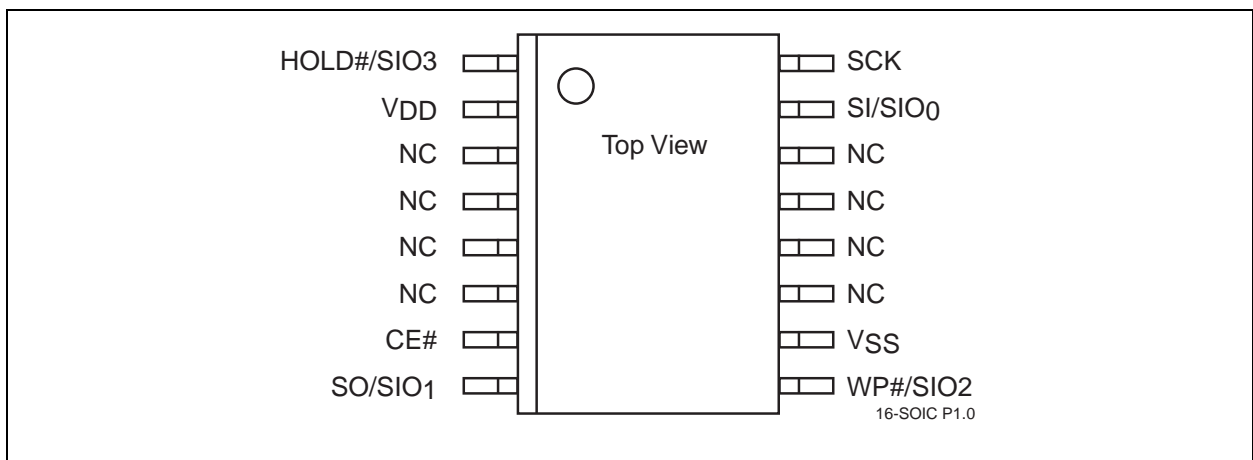 HOLD#/SIO3
VDD
NC
NC
NC
NC
CE#
SO/SIO1
Top View
SCK
SI/SIO0
NC
NC
NC
NC
VSS
WP#/SIO2
16-SOIC P1.0